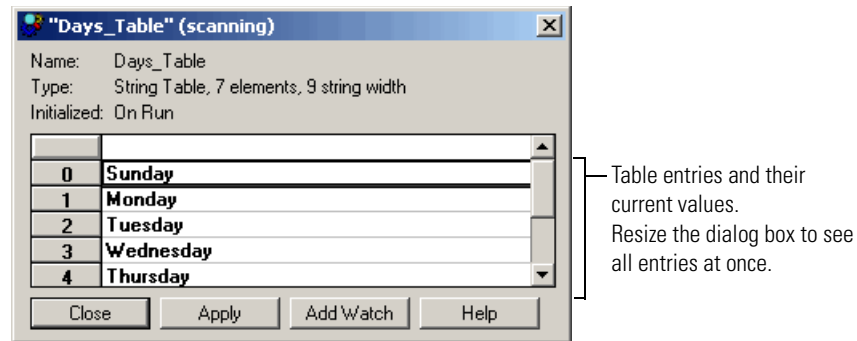 "Days_Table" (scanning)
Name: Days_Table
Type: String Table, 7 elements, 9 string width
Initialized: On Run
0 Sunday
1 Monday
2 Tuesday
3 Wednesday
4 Thursday
Close Apply Add Watch Help
Table entries and their
current values.
Resize the dialog box to see
all entries at once.